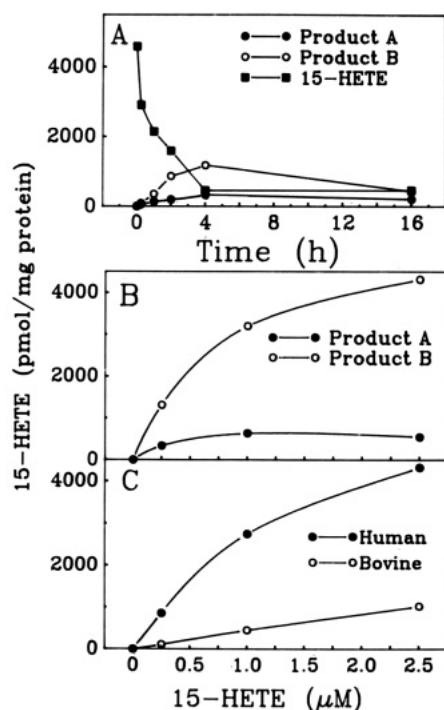 A
Product A
Product B
15-HETE
4000
2000
0
0
4
8
12
16
Time (h)
15-HETE (pmol/mg protein)
B
Product A
Product B
4000
2000
0
C
Human
Bovine
4000
2000
0
0
0.5
1.0
1.5
2.0
2.5
15-HETE (μM)